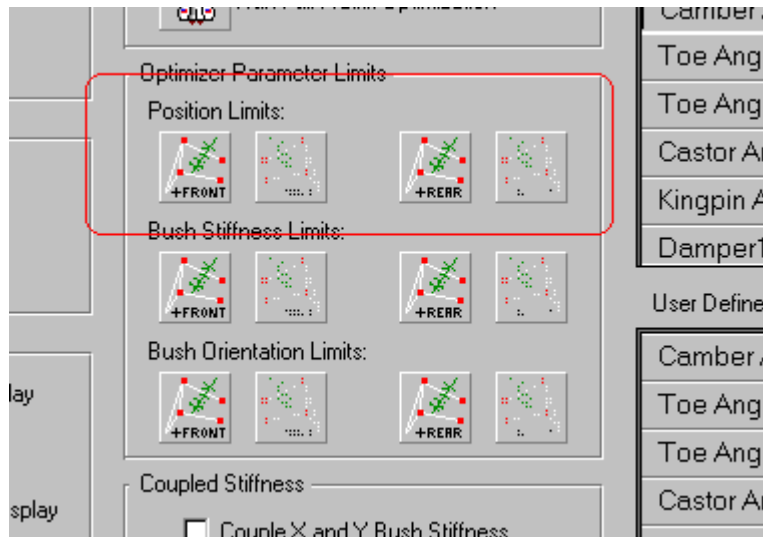 Camber
Toe Ang
Optimizer Parameter Limits
Position Limits:
Toe Ang
Castor A
+FRONT
+REAR
Kingpin A
Bush Stiffness Limits:
Damper1
+FRONT
+REAR
User Define
Bush Orientation Limits:
Camber
lay
Toe Ang
+FRONT
+REAR
Toe Ang
Coupled Stiffness
Castor A
splay
Couple X and Y Bush Stiffness